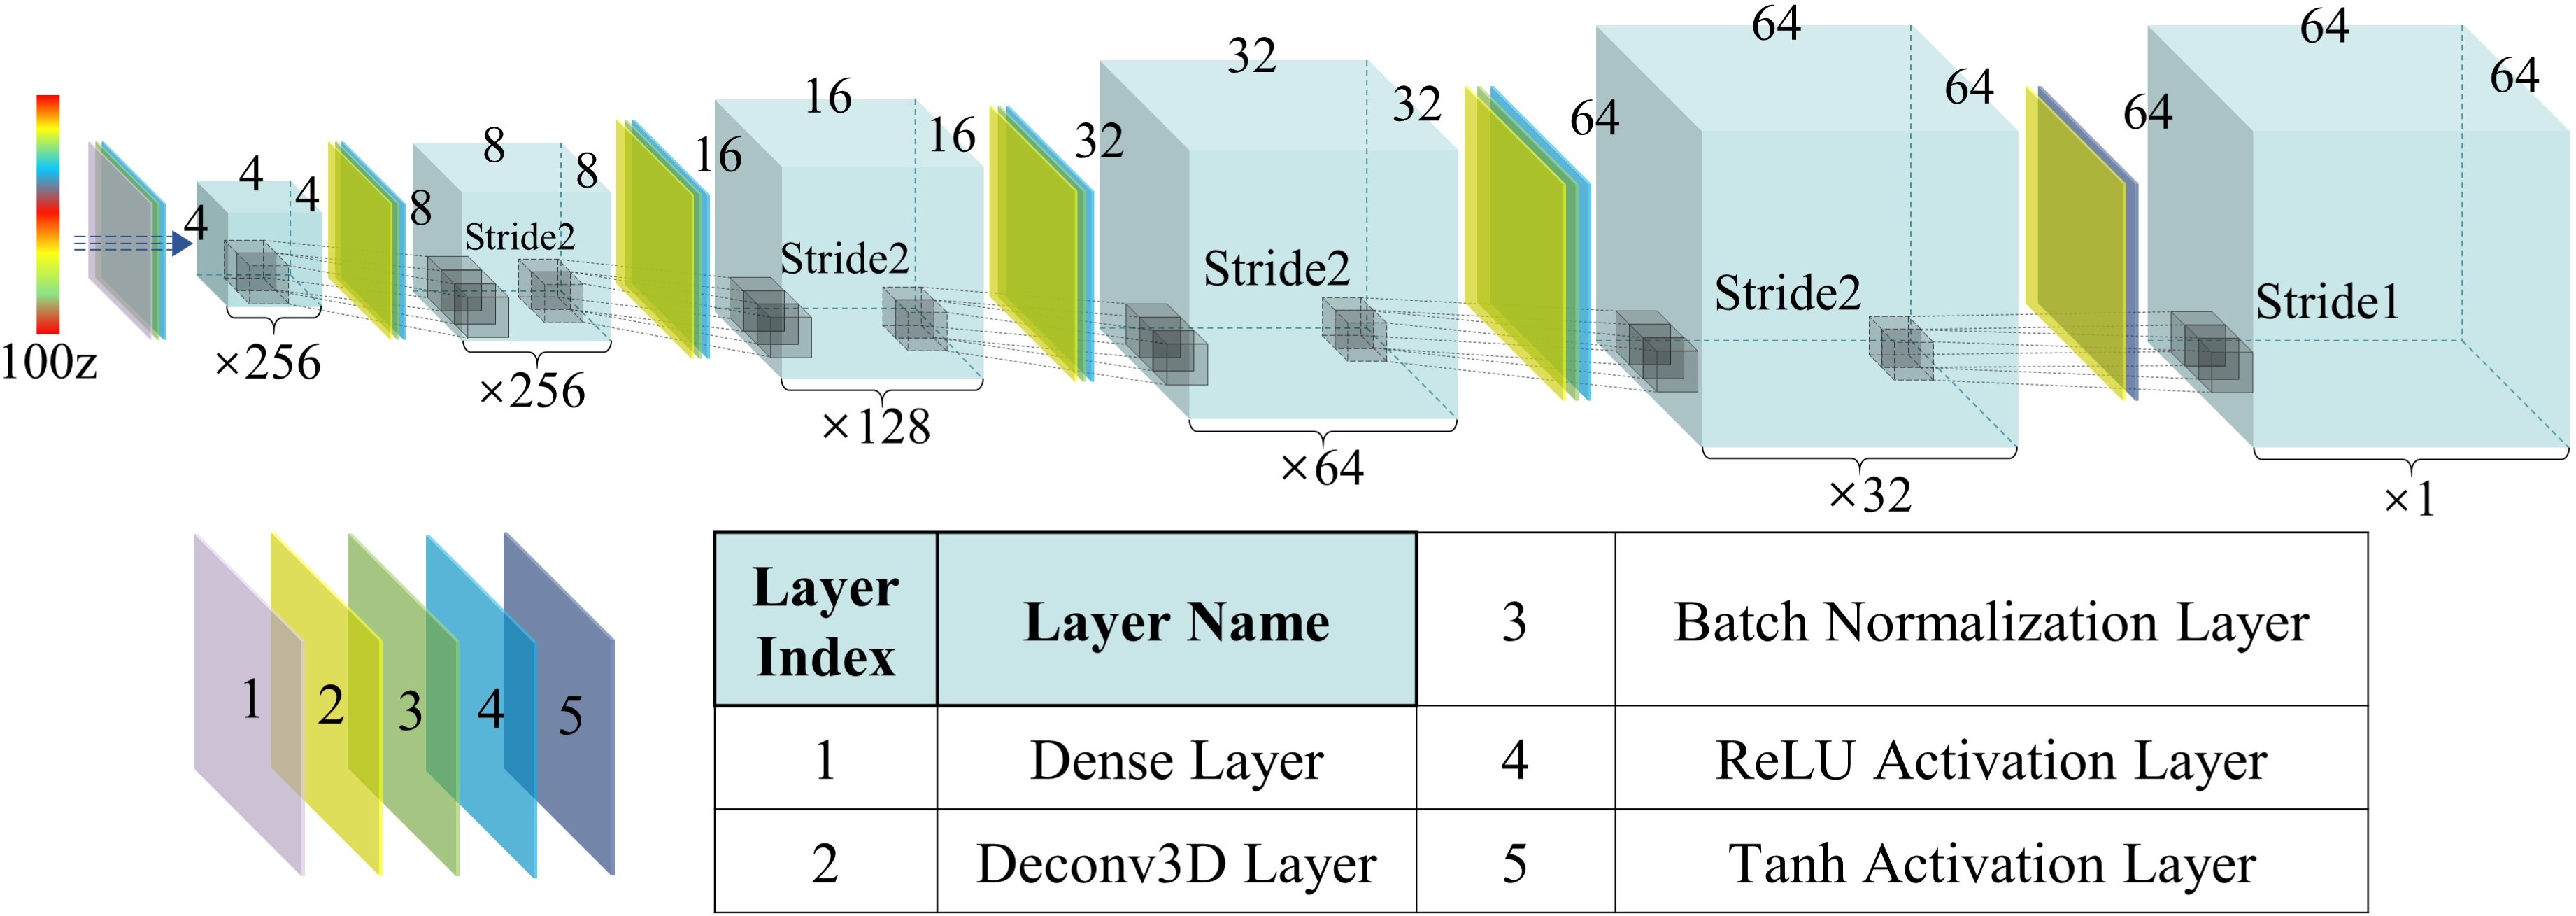 100z
4
4
4
×256
8
8
8
Stride2
×256
16
16
16
Stride2
×128
32
32
32
Stride2
×64
64
64
64
Stride2
×32
64
64
64
Stride1
×1
1
2
3
4
5
Layer Index
Layer Name
3
Batch Normalization Layer
1
Dense Layer
4
ReLU Activation Layer
2
Deconv3D Layer
5
Tanh Activation Layer